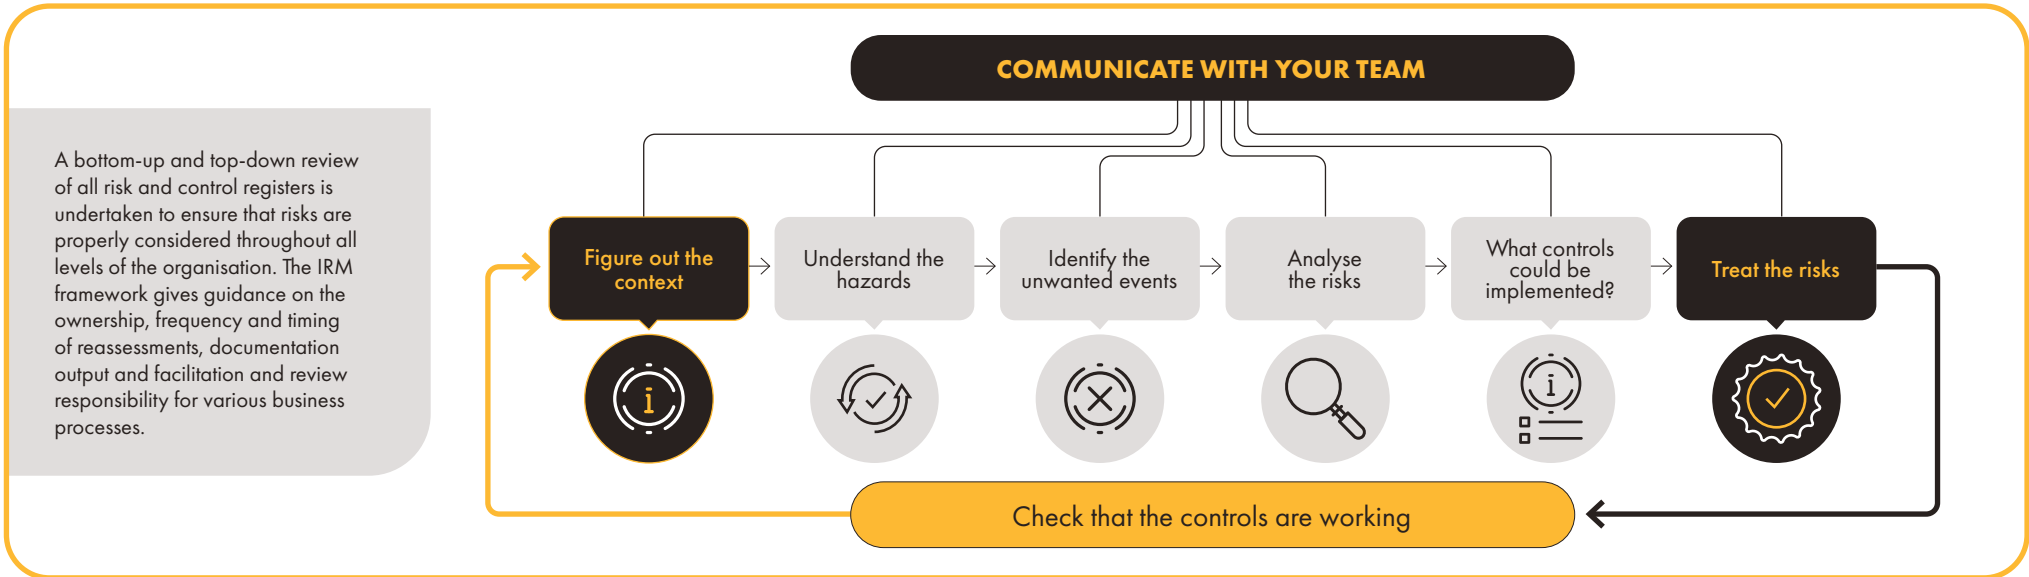 COMMUNICATE WITH YOUR TEAM
A bottom-up and top-down review
of all risk and control registers is
undertaken to ensure that risks are
properly considered throughout all
levels of the organisation. The IRM
framework gives guidance on the
ownership, frequency and timing
of reassessments, documentation
output and facilitation and review
responsibility for various business
processes.
Figure out the
context
Understand the
hazards
Identify the
unwanted events
Analyse
the risks
What controls
could be
implemented?
Treat the risks
Check that the controls are working